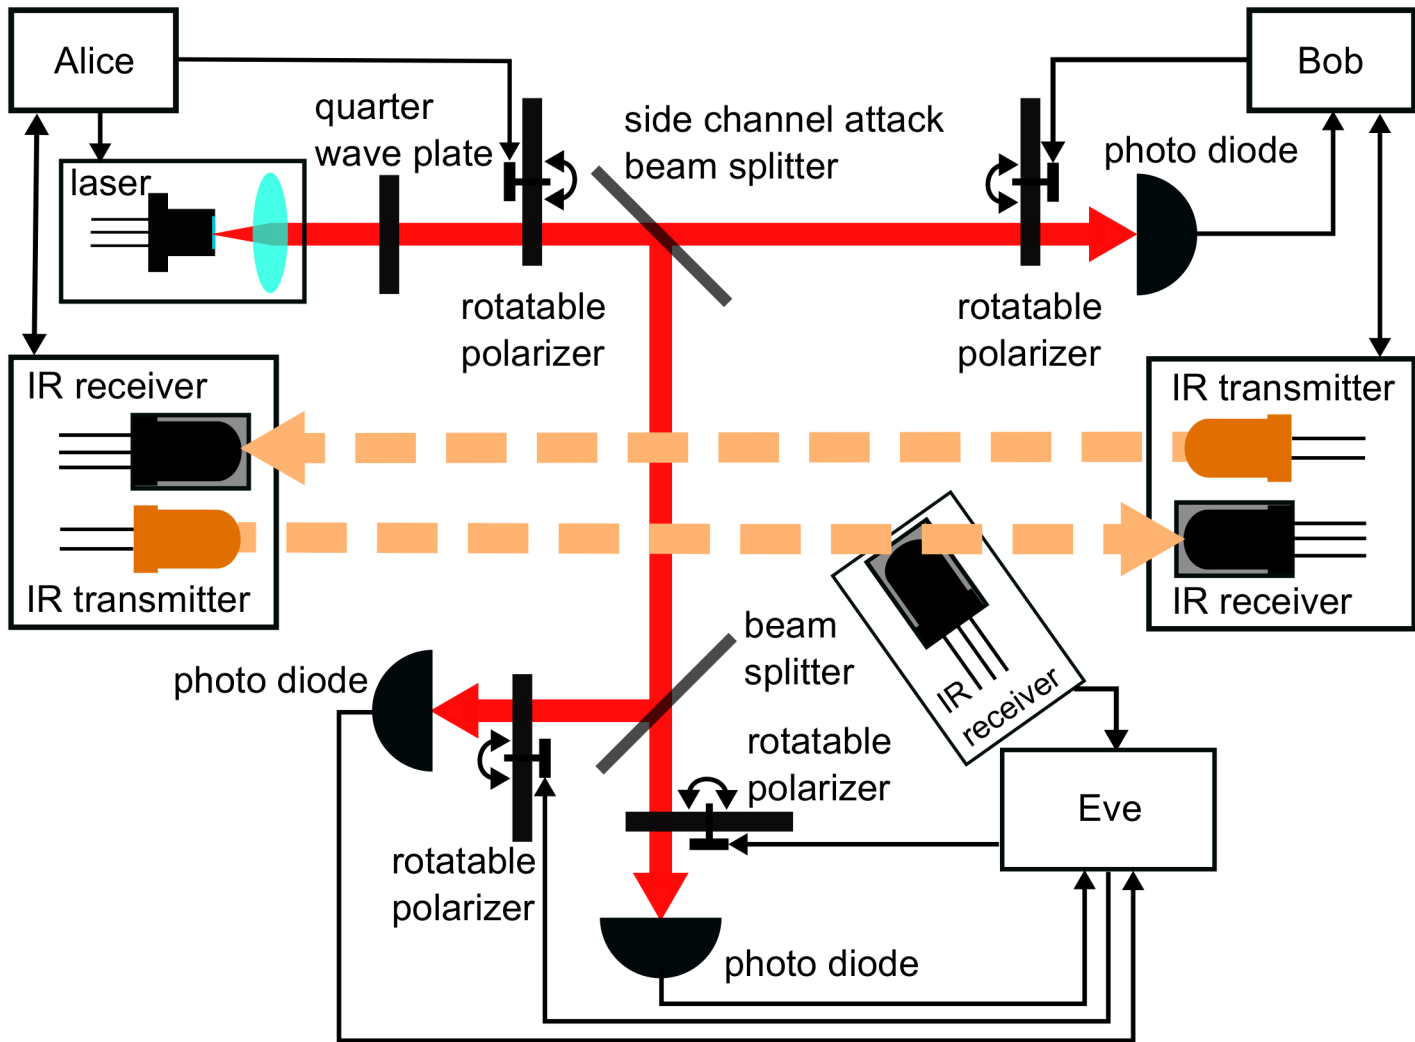 Alice
Bob
quarter
wave plate
side channel attack
beam splitter
photo diode
laser
rotatable
polarizer
rotatable
polarizer
IR receiver
IR transmitter
IR transmitter
IR receiver
beam
splitter
photo diode
IR
receiver
rotatable
polarizer
Eve
rotatable
polarizer
photo diode